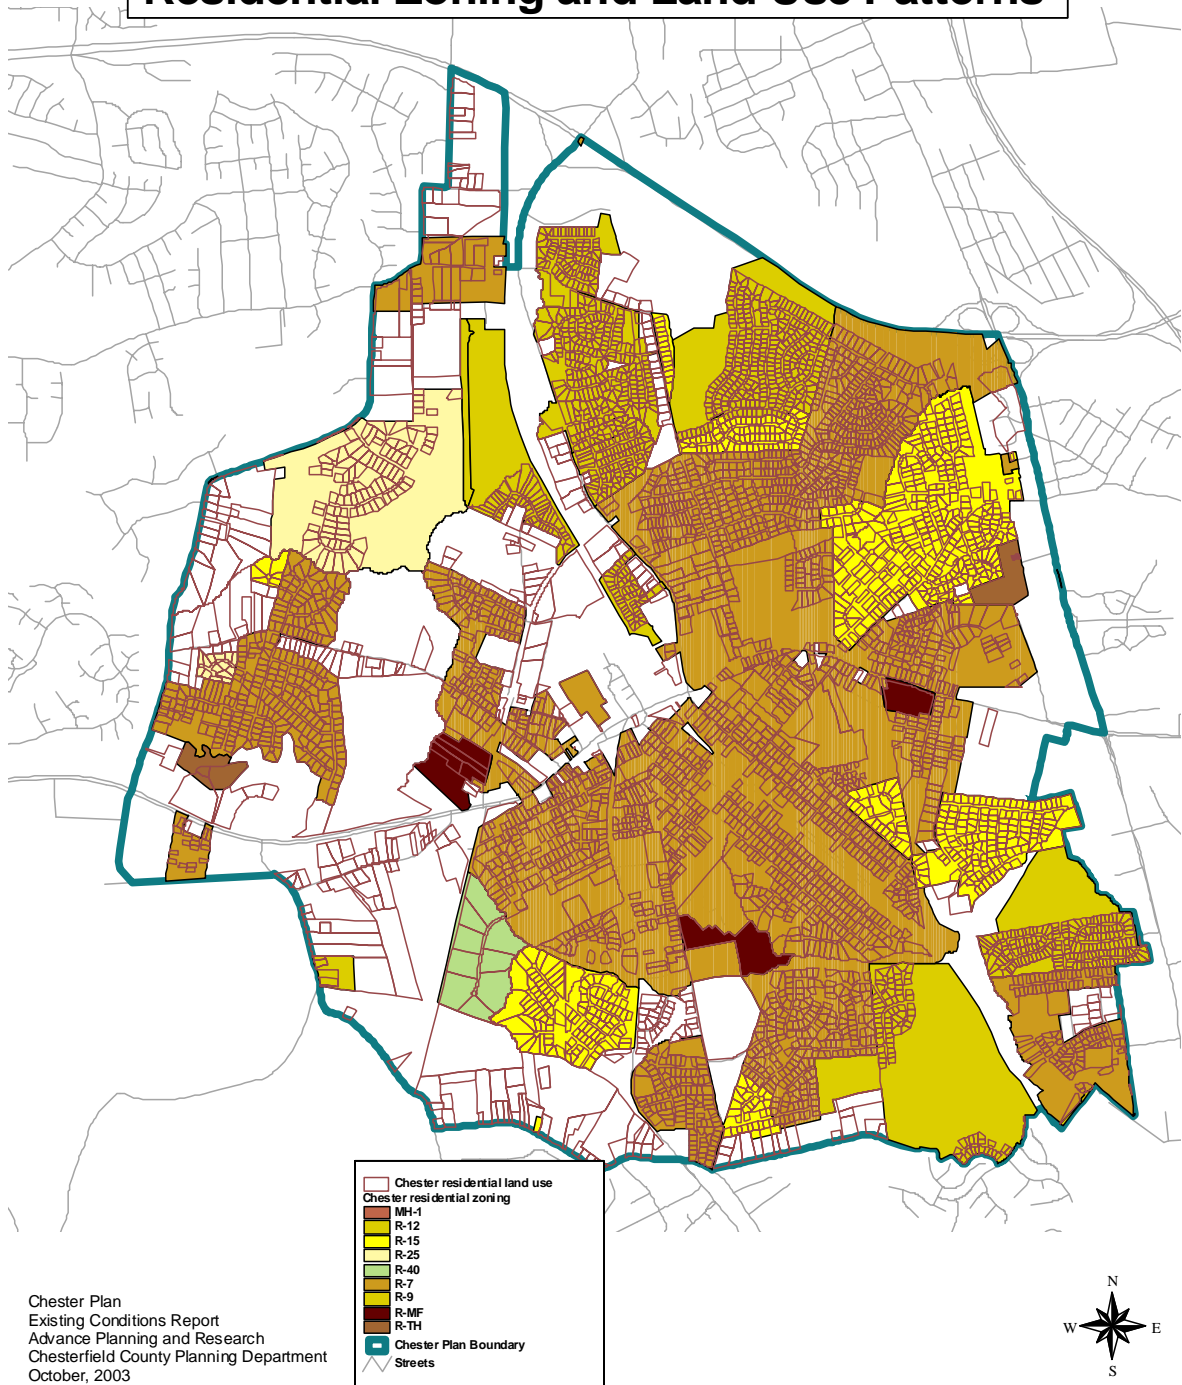 Residential Zoning and Land Use Patterns
Chester residential land use
Chester residential zoning
MH-1
R-12
R-15
R-25
R-40
R-7
R-9
R-MF
R-TH
Chester Plan Boundary
Streets
Chester Plan
Existing Conditions Report
Advance Planning and Research
Chesterfield County Planning Department
October, 2003
N
W
E
S